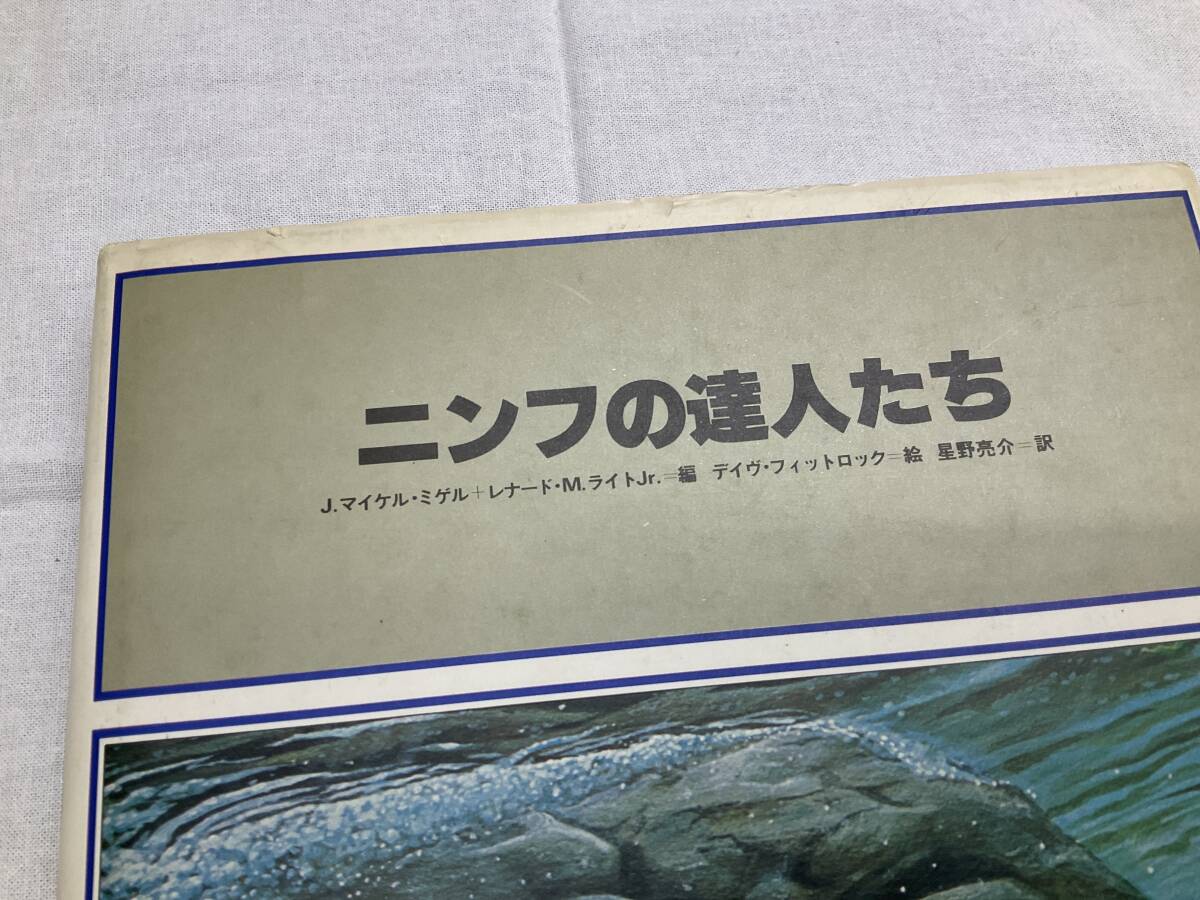 ニンフの達人たち
J.マイケル・ミゲル+レナード・M.ライトJr.=編 デイヴ・フィットロック=絵 星野亮介=訳